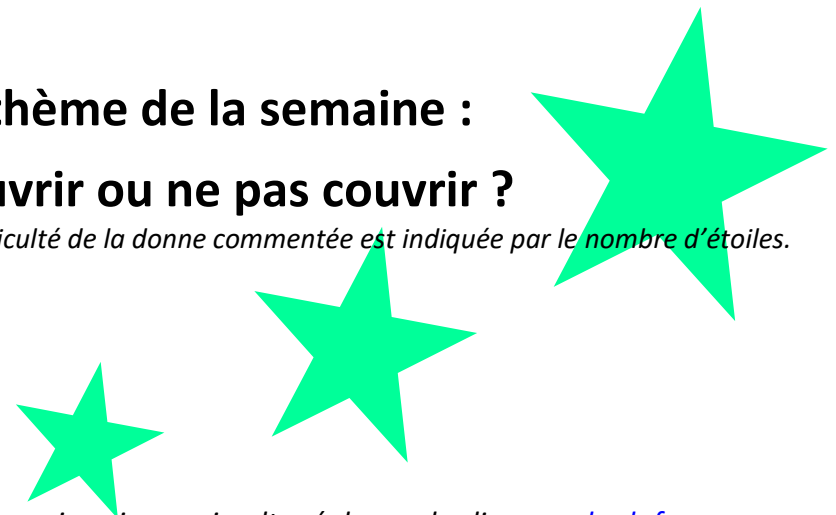 thème de la semaine :
uvrir ou ne pas couvrir ?
iculté de la donne commentée est indiquée par le nombre d’étoiles.